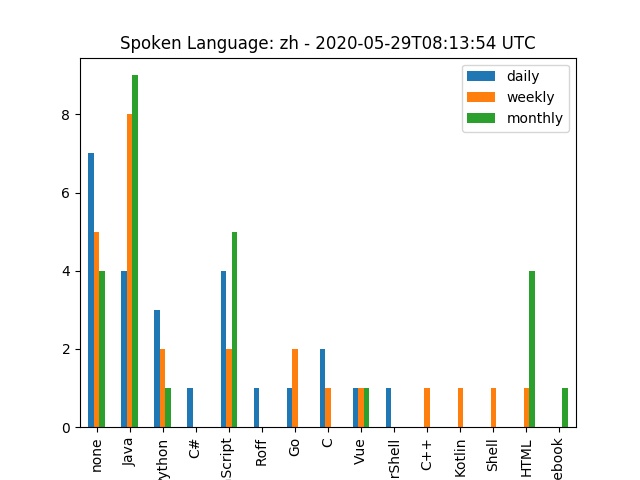 Spoken Language: zh - 2020-05-29T08:13:54 UTC
daily
weekly
monthly
8
6
4
2
0
none
Java
ython
C#
Script
Roff
Go
C
Vue
rShell
C++
Kotlin
Shell
HTML
ebook